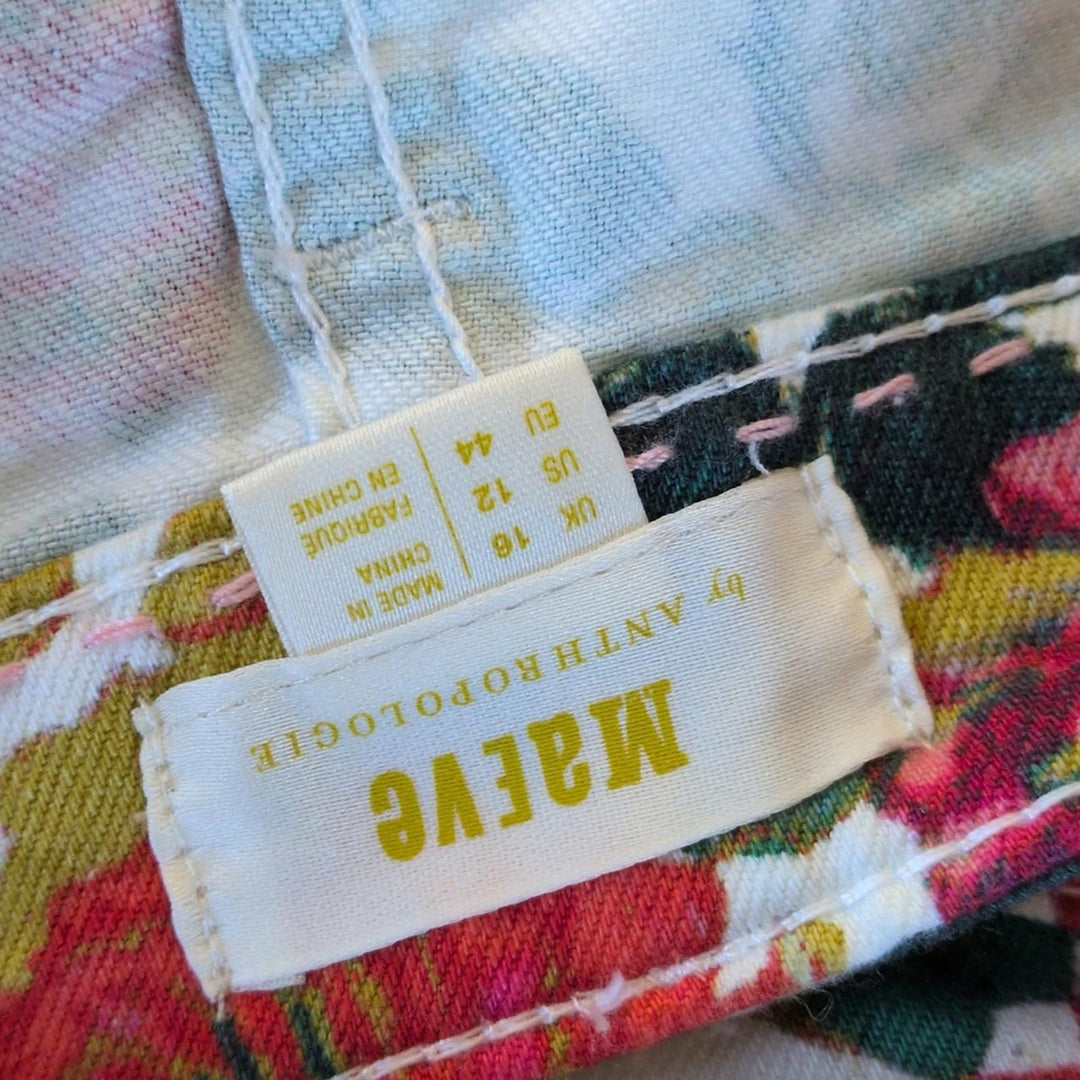 Maeve
by ANTHROPOLOGIE
UK US EU
16 12 44
MADE IN
CHINA
FABRIQUE
EN CHINE